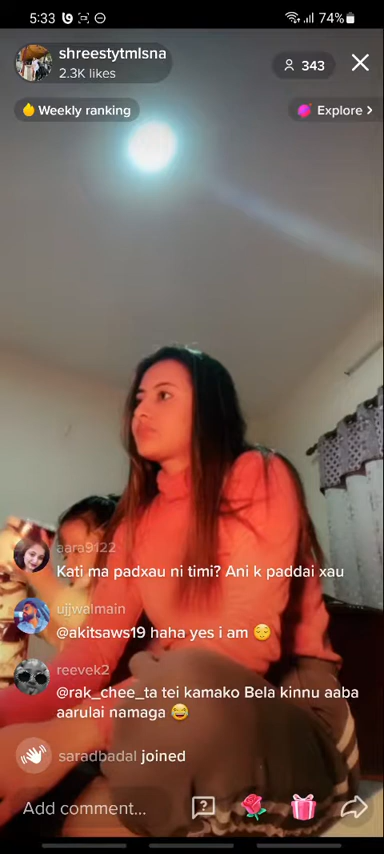 5:33
74%
shreestytmlsna
2.3K likes
343
Weekly ranking
Explore >
aara9122
Kati ma padxau ni timi? Ani k paddai xau
ujjwalmain
@akitsaws19 haha yes i am 😌
reevek2
@rak_chee_ta tei kamako Bela kinnu aaba
aarulai namaga 😂
saradbadal joined
Add comment...